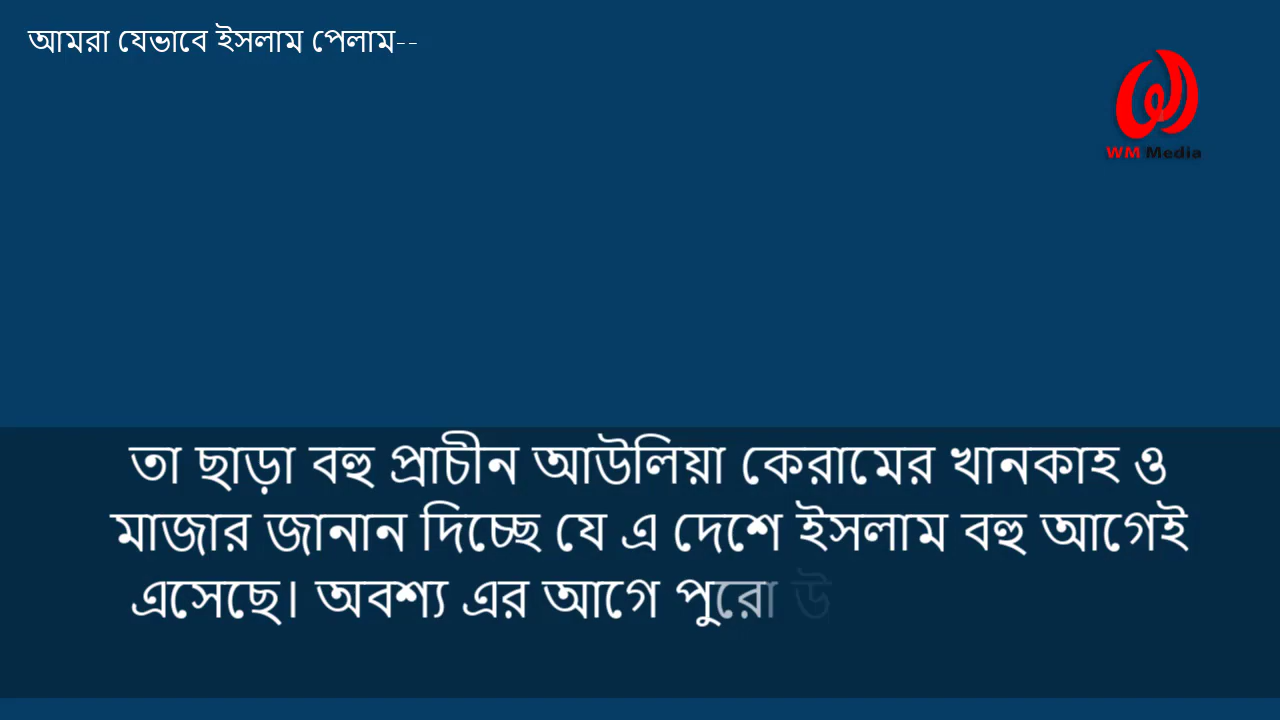 আমরা যেভাবে ইসলাম পেলাম--
WM Media
তা ছাড়া বহু প্রাচীন আউলিয়া কেরামের খানকাহ ও
মাজার জানান দিচ্ছে যে এ দেশে ইসলাম বহু আগেই
এসেছে। অবশ্য এর আগে পুরো উ